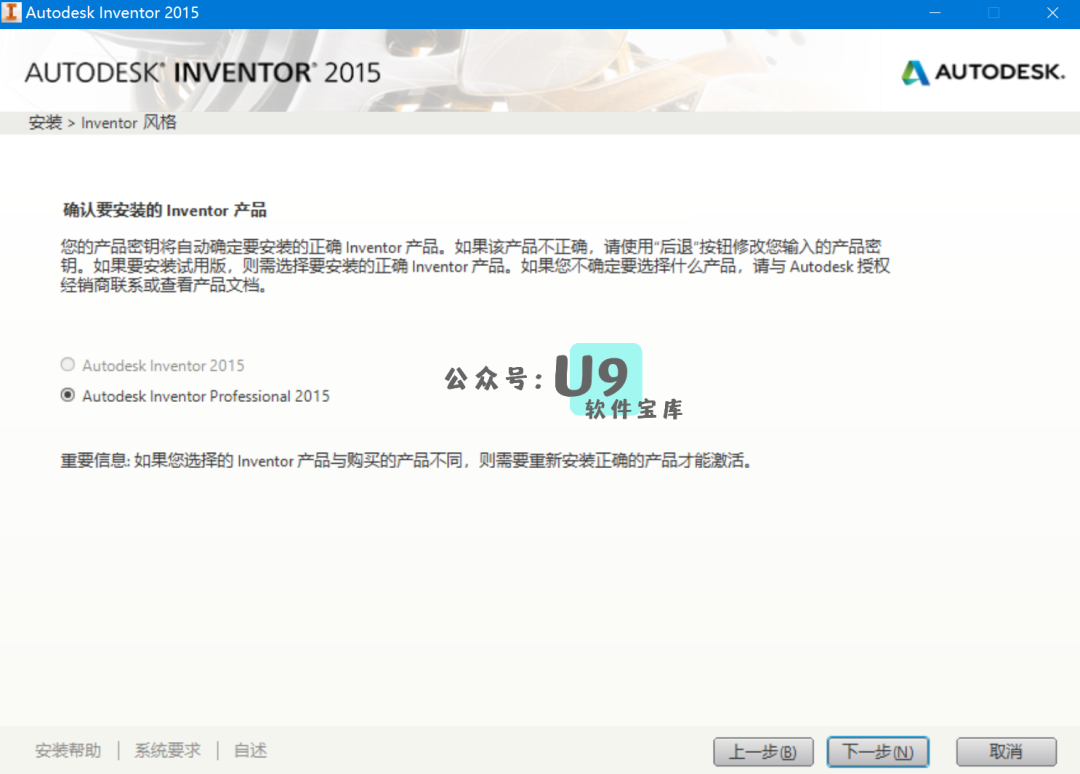 Autodesk Inventor 2015
AUTODESK® INVENTOR® 2015
AUTODESK.
安装 > Inventor 风格
确认要安装的 Inventor 产品
您的产品密钥将自动确定要安装的正确 Inventor 产品。如果该产品不正确，请使用"后退"按钮修改您输入的产品密
钥。如果要安装试用版，则需选择要安装的正确 Inventor 产品。如果您不确定要选择什么产品，请与 Autodesk 授权
经销商联系或查看产品文档。
Autodesk Inventor 2015
Autodesk Inventor Professional 2015
公众号：U9
软件宝库
重要信息: 如果您选择的 Inventor 产品与购买的产品不同，则需要重新安装正确的产品才能激活。
安装帮助 | 系统要求 | 自述
上一步(B)
下一步(N)
取消